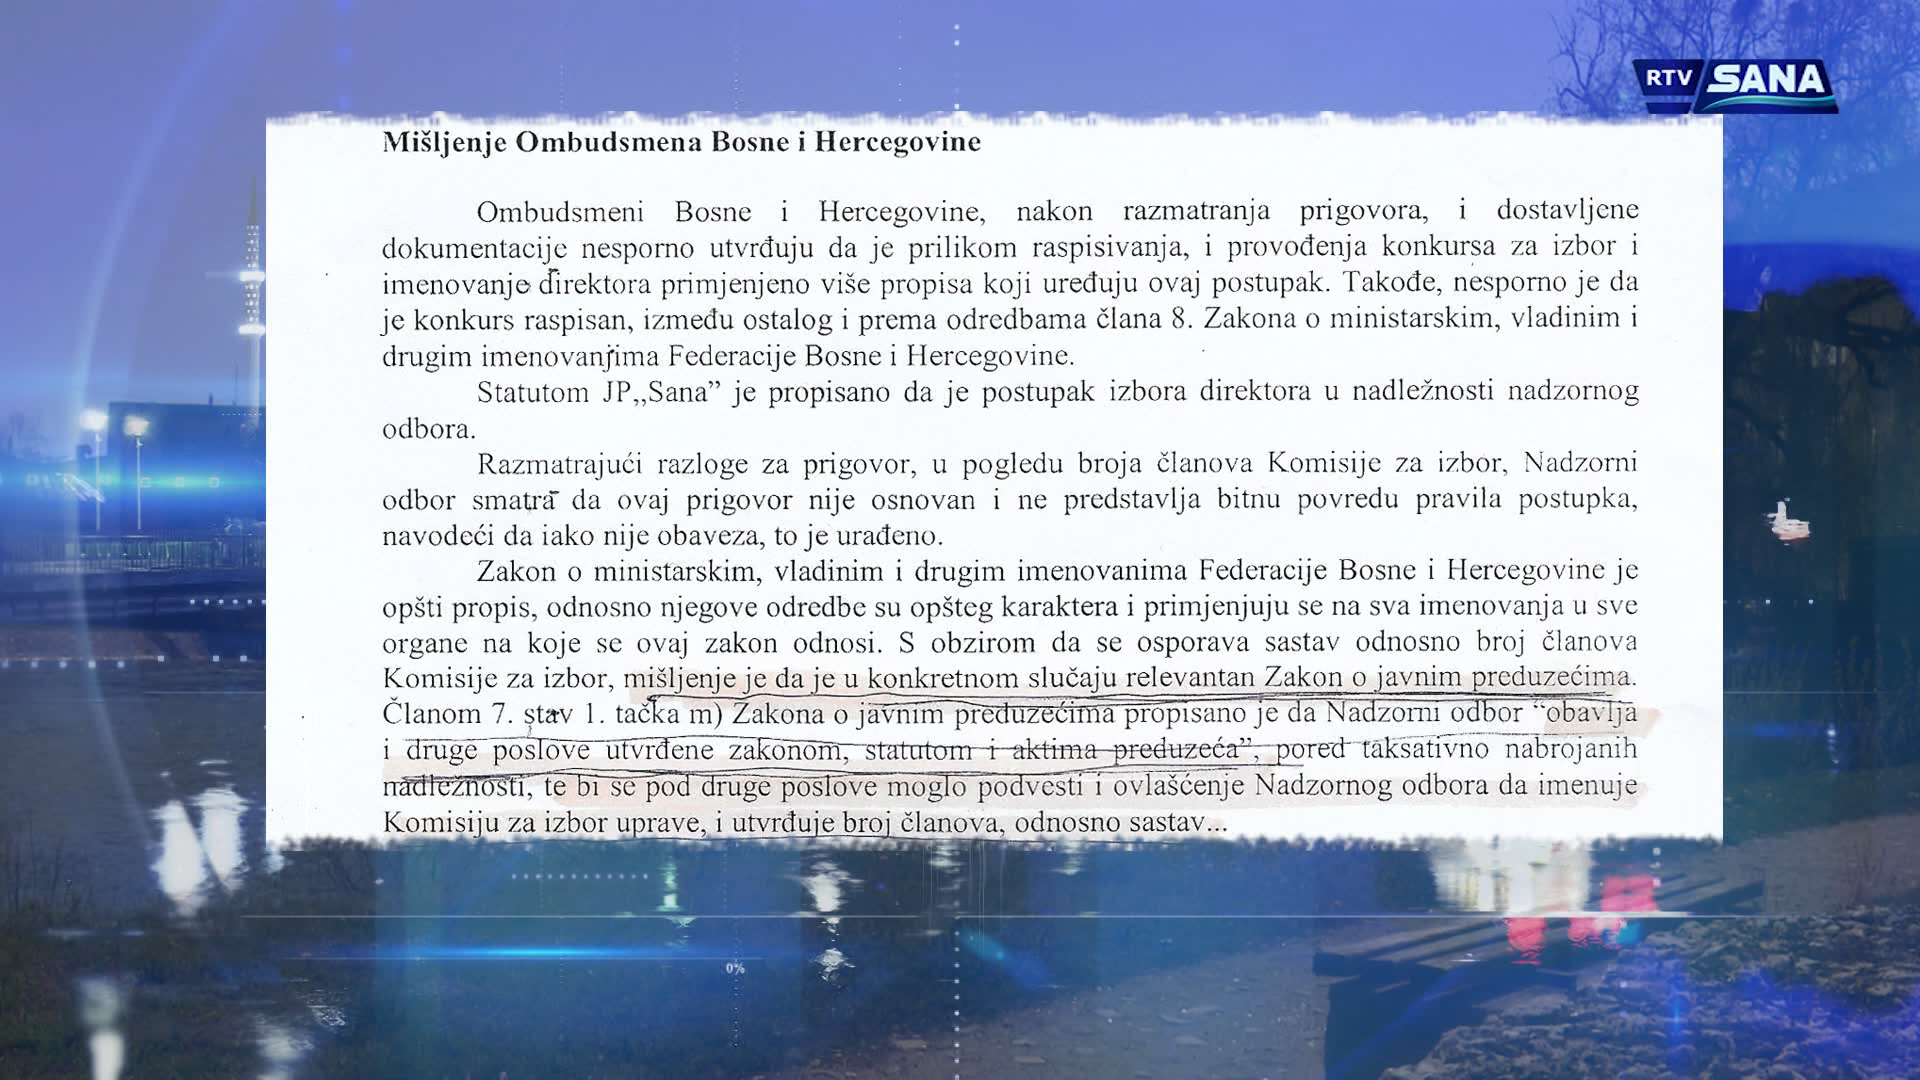 RTV SANA
Mišljenje Ombudsmena Bosne i Hercegovine
Ombudsmeni Bosne i Hercegovine, nakon razmatranja prigovora, i dostavljene
dokumentacije nesporno utvrđuju da je prilikom raspisivanja, i provođenja konkursa za izbor i
imenovanje direktora primjenjeno više propisa koji uređuju ovaj postupak. Takođe, nesporno je da
je konkurs raspisan, između ostalog i prema odredbama člana 8. Zakona o ministarskim, vladinim i
drugim imenovanjima Federacije Bosne i Hercegovine.
Statutom JP„Sana” je propisano da je postupak izbora direktora u nadležnosti nadzornog
odbora.
Razmatrajući razloge za prigovor, u pogledu broja članova Komisije za izbor, Nadzorni
odbor smatra da ovaj prigovor nije osnovan i ne predstavlja bitnu povredu pravila postupka,
navodeći da iako nije obaveza, to je urađeno.
Zakon o ministarskim, vladinim i drugim imenovanima Federacije Bosne i Hercegovine je
opšti propis, odnosno njegove odredbe su opšteg karaktera i primjenjuju se na sva imenovanja u sve
organe na koje se ovaj zakon odnosi. S obzirom da se osporava sastav odnosno broj članova
Komisije za izbor, mišljenje je da je u konkretnom slučaju relevantan Zakon o javnim preduzećima.
Članom 7. stav 1. tačka m) Zakona o javnim preduzećima propisano je da Nadzorni odbor “obavlja
i druge poslove utvrđene zakonom, statutom i aktima preduzeća”, pored taksativno nabrojanih
nadležnosti, te bi se pod druge poslove moglo podvesti i ovlašćenje Nadzornog odbora da imenuje
Komisiju za izbor uprave, i utvrđuje broj članova, odnosno sastav...
0%